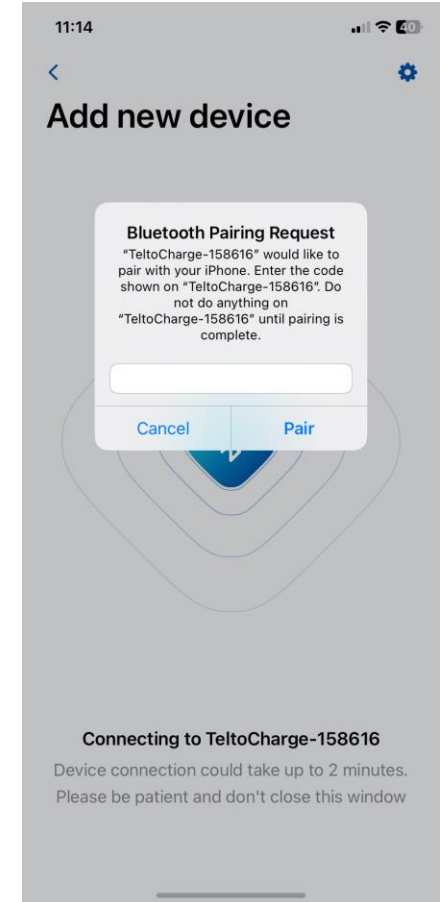 11:14
40
Add new device
Bluetooth Pairing Request
"TeltoCharge-158616" would like to
pair with your iPhone. Enter the code
shown on "TeltoCharge-158616". Do
not do anything on
"TeltoCharge-158616" until pairing is
complete.
Cancel Pair
Connecting to TeltoCharge-158616
Device connection could take up to 2 minutes.
Please be patient and don't close this window